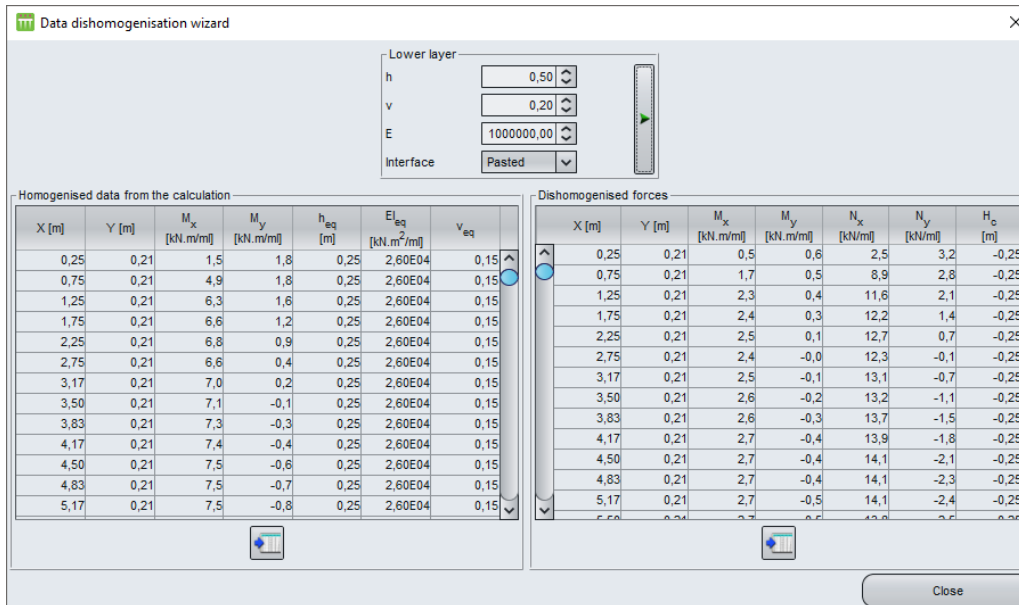 Data dishomogenisation wizard
Lower layer
h 0,50
v 0,20
E 1000000,00
Interface Pasted
Homogenised data from the calculation
X [m] Y [m] Mx [kN.m/ml] My [kN.m/ml] heq [m] EIeq [kN.m2/ml] veq
0,25 0,21 1,5 1,8 0,25 2,60E04 0,15
0,75 0,21 4,9 1,8 0,25 2,60E04 0,15
1,25 0,21 6,3 1,6 0,25 2,60E04 0,15
1,75 0,21 6,6 1,2 0,25 2,60E04 0,15
2,25 0,21 6,8 0,9 0,25 2,60E04 0,15
2,75 0,21 6,6 0,4 0,25 2,60E04 0,15
3,17 0,21 7,0 0,2 0,25 2,60E04 0,15
3,50 0,21 7,1 -0,1 0,25 2,60E04 0,15
3,83 0,21 7,3 -0,3 0,25 2,60E04 0,15
4,17 0,21 7,4 -0,4 0,25 2,60E04 0,15
4,50 0,21 7,5 -0,6 0,25 2,60E04 0,15
4,83 0,21 7,5 -0,7 0,25 2,60E04 0,15
5,17 0,21 7,5 -0,8 0,25 2,60E04 0,15
Dishomogenised forces
X [m] Y [m] Mx [kN.m/ml] My [kN.m/ml] Nx [kN/ml] Ny [kN/ml] Hc [m]
0,25 0,21 0,5 0,6 2,5 3,2 -0,25
0,75 0,21 1,7 0,5 8,9 2,8 -0,25
1,25 0,21 2,3 0,4 11,6 2,1 -0,25
1,75 0,21 2,4 0,3 12,2 1,4 -0,25
2,25 0,21 2,5 0,1 12,7 0,7 -0,25
2,75 0,21 2,4 -0,0 12,3 -0,1 -0,25
3,17 0,21 2,5 -0,1 13,1 -0,7 -0,25
3,50 0,21 2,6 -0,2 13,2 -1,1 -0,25
3,83 0,21 2,6 -0,3 13,7 -1,5 -0,25
4,17 0,21 2,7 -0,4 13,9 -1,8 -0,25
4,50 0,21 2,7 -0,4 14,1 -2,1 -0,25
4,83 0,21 2,7 -0,4 14,1 -2,3 -0,25
5,17 0,21 2,7 -0,5 14,1 -2,4 -0,25
Close